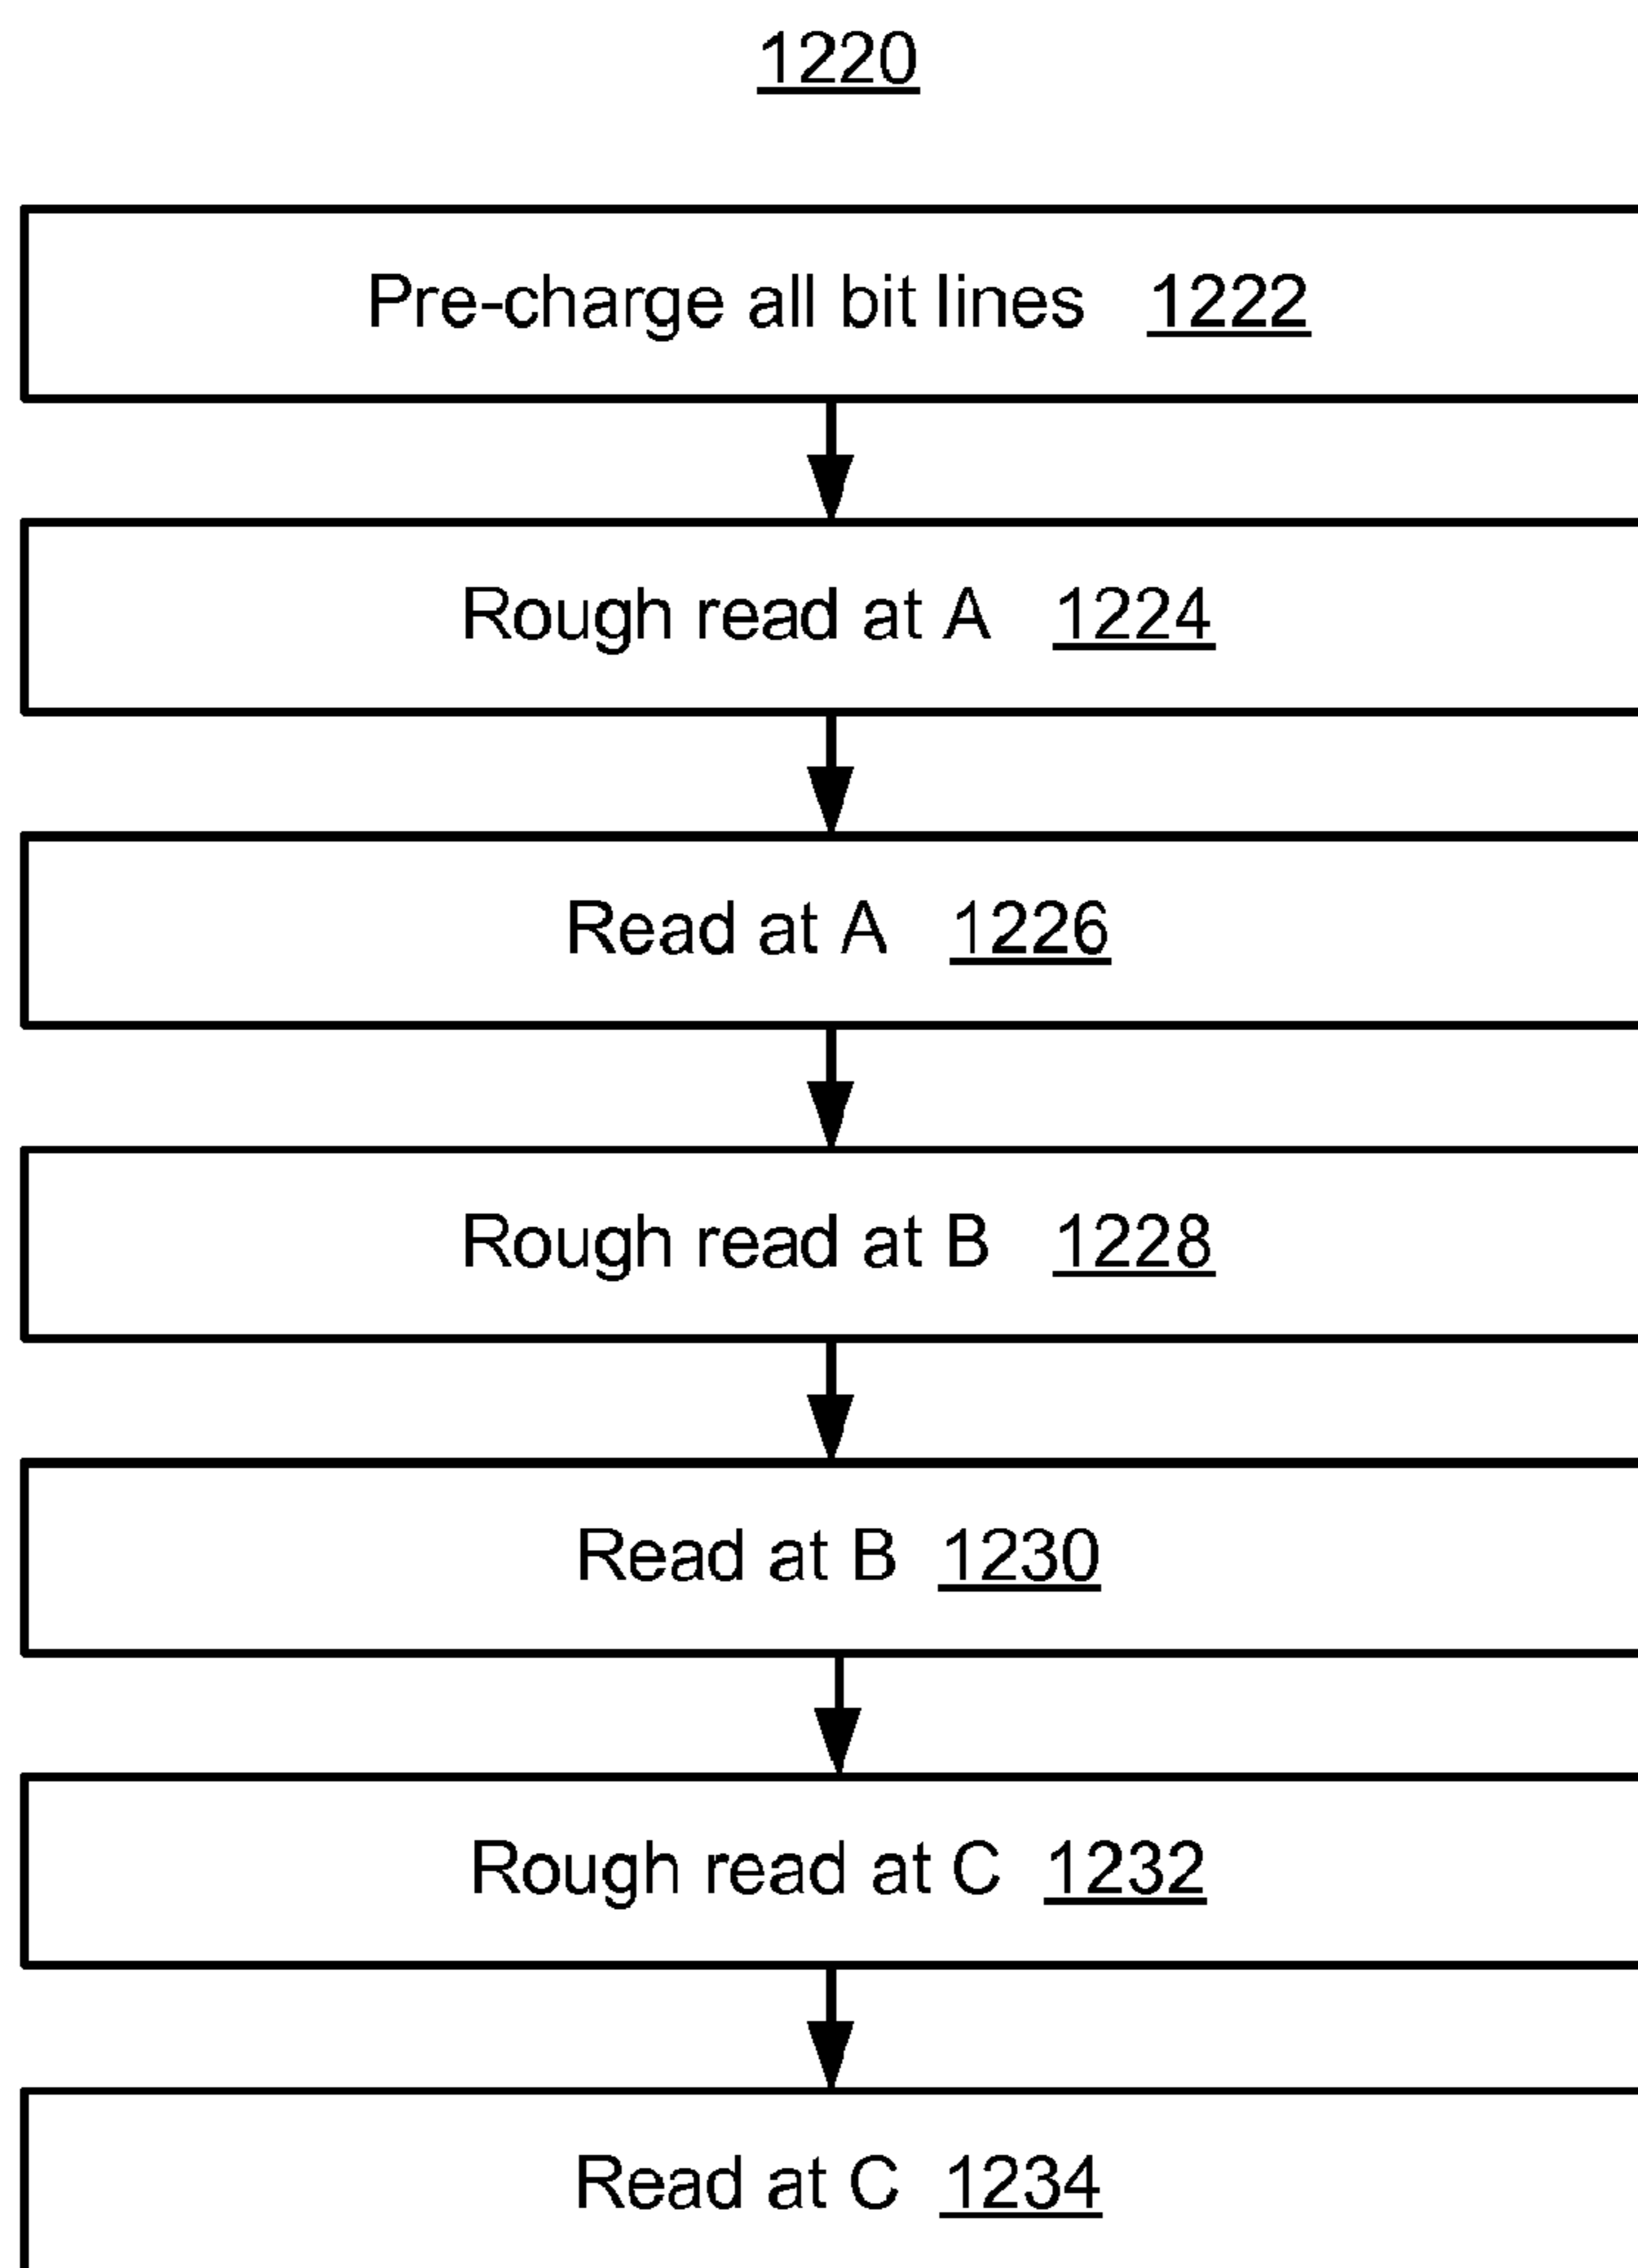 1220
Pre-charge all bit lines 1222
Rough read at A 1224
Read at A 1226
Rough read at B 1228
Read at B 1230
Rough read at C 1232
Read at C 1234